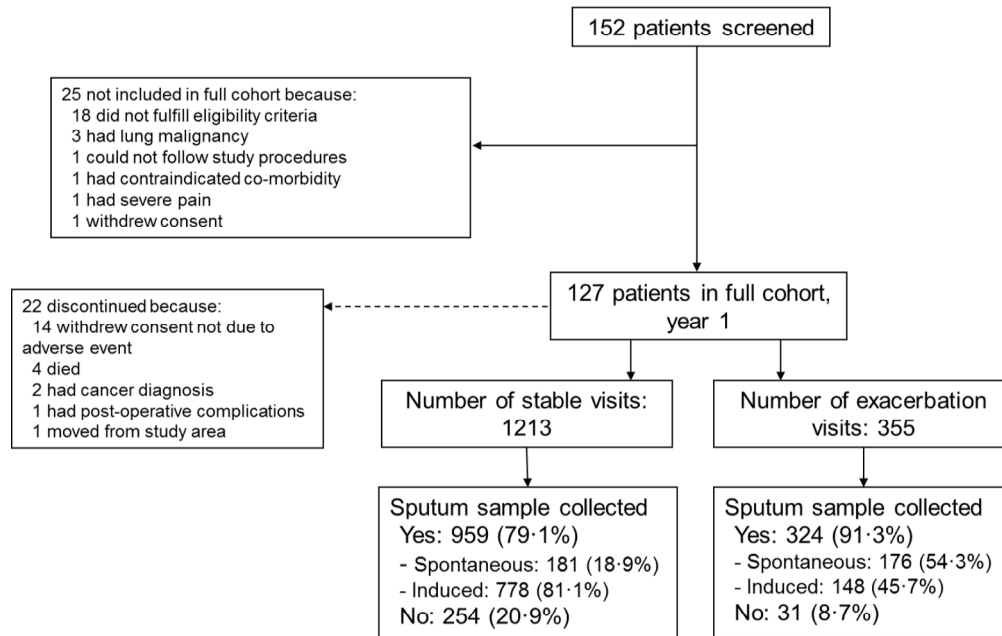 152 patients screened
25 not included in full cohort because:
18 did not fulfill eligibility criteria
3 had lung malignancy
1 could not follow study procedures
1 had contraindicated co-morbidity
1 had severe pain
1 withdrew consent
127 patients in full cohort,
year 1
22 discontinued because:
14 withdrew consent not due to
adverse event
4 died
2 had cancer diagnosis
1 had post-operative complications
1 moved from study area
Number of stable visits:
1213
Number of exacerbation
visits: 355
Sputum sample collected
Yes: 959 (79·1%)
- Spontaneous: 181 (18·9%)
- Induced: 778 (81·1%)
No: 254 (20·9%)
Sputum sample collected
Yes: 324 (91·3%)
- Spontaneous: 176 (54·3%)
- Induced: 148 (45·7%)
No: 31 (8·7%)